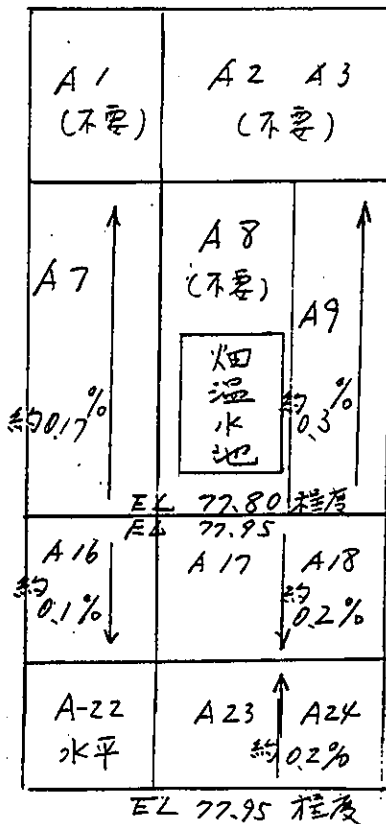 A1
(不要)
A2 A3
(不要)
A7
約0.17%
A8
(不要)
畑温水池
A9
約0.3%
EL 77.80 程度
EL 77.95
A16
約0.1%
A17
A18
約0.2%
A-22
水平
A23
A24
約0.2%
EL 77.95 程度